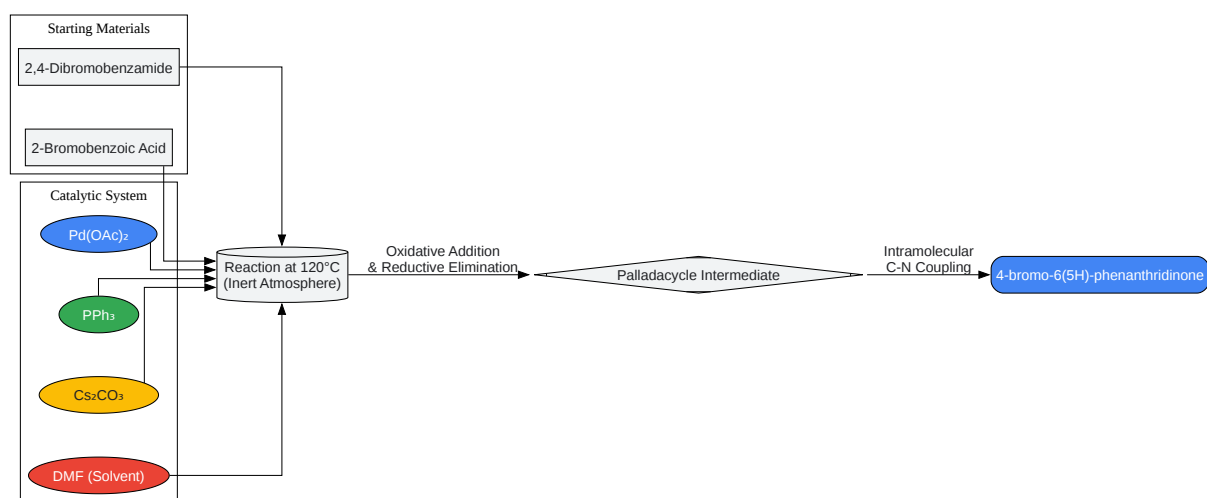 Starting Materials
2,4-Dibromobenzamide
2-Bromobenzoic Acid
Catalytic System
Pd(OAc)₂
PPh₃
Cs₂CO₃
DMF (Solvent)
Reaction at 120°C
(Inert Atmosphere)
Oxidative Addition
& Reductive Elimination
Palladacycle Intermediate
Intramolecular
C-N Coupling
4-bromo-6(5H)-phenanthridinone